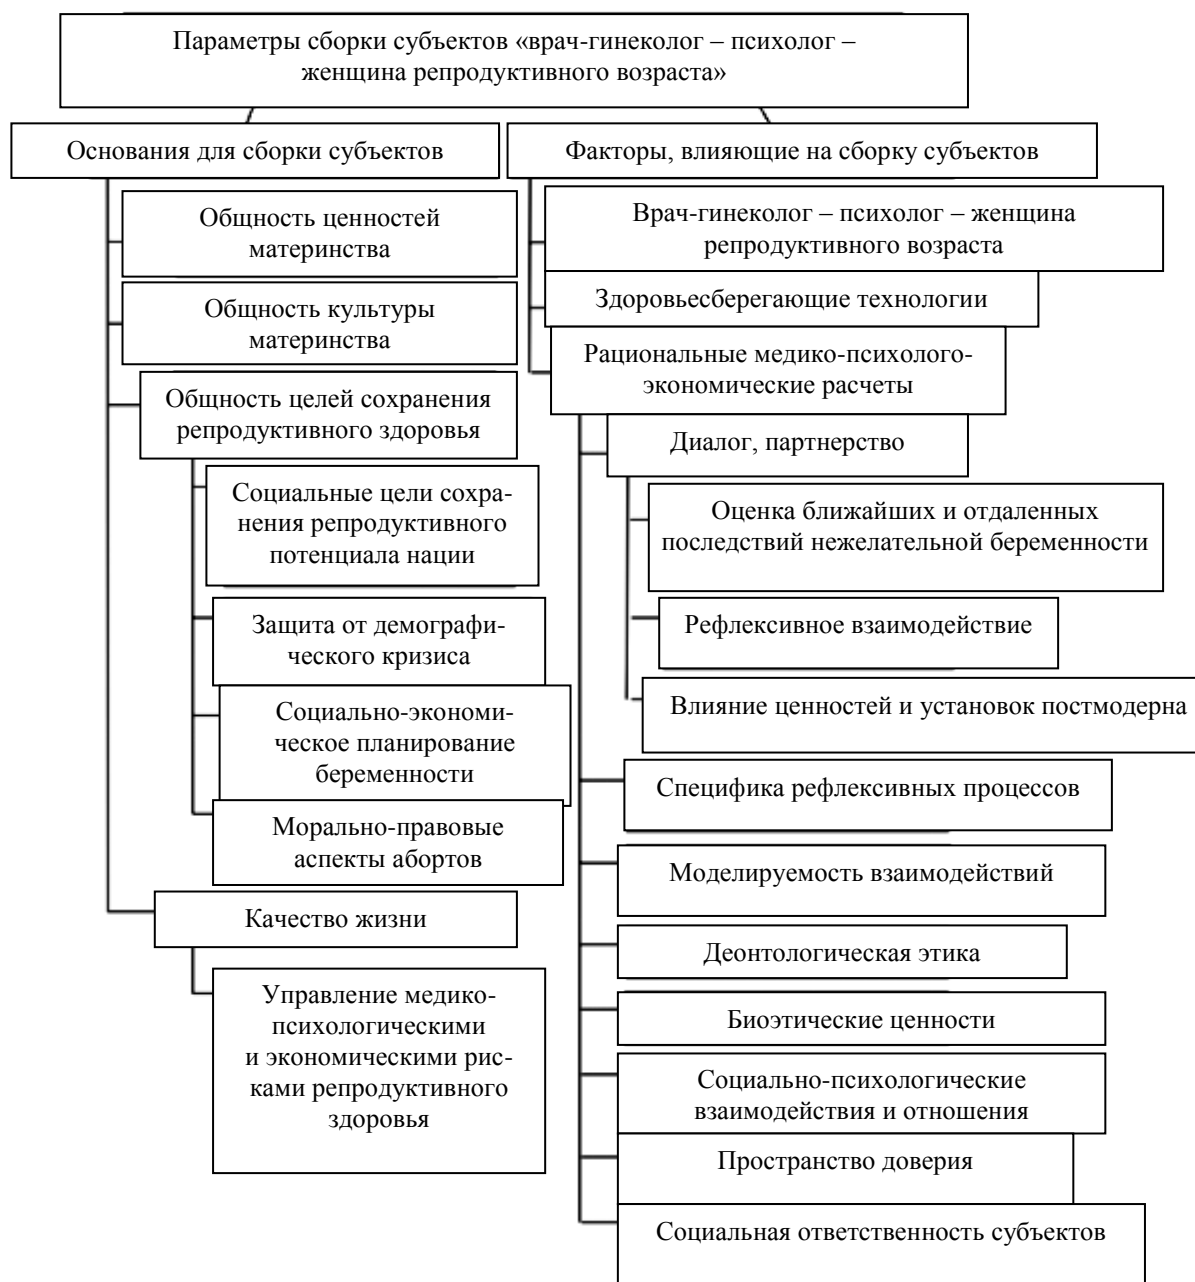 Параметры сборки субъектов «врач-гинеколог – психолог –
женщина репродуктивного возраста»
Основания для сборки субъектов
Общность ценностей
материнства
Общность культуры
материнства
Общность целей сохранения
репродуктивного здоровья
Социальные цели сохра-
нения репродуктивного
потенциала нации
Защита от демографи-
ческого кризиса
Социально-экономи-
ческое планирование
беременности
Морально-правовые
аспекты абортов
Качество жизни
Управление медико-
психологическими
и экономическими рис-
ками репродуктивного
здоровья
Факторы, влияющие на сборку субъектов
Врач-гинеколог – психолог – женщина
репродуктивного возраста
Здоровьесберегающие технологии
Рациональные медико-психолого-
экономические расчеты
Диалог, партнерство
Оценка ближайших и отдаленных
последствий нежелательной беременности
Рефлексивное взаимодействие
Влияние ценностей и установок постмодерна
Специфика рефлексивных процессов
Моделируемость взаимодействий
Деонтологическая этика
Биоэтические ценности
Социально-психологические
взаимодействия и отношения
Пространство доверия
Социальная ответственность субъектов